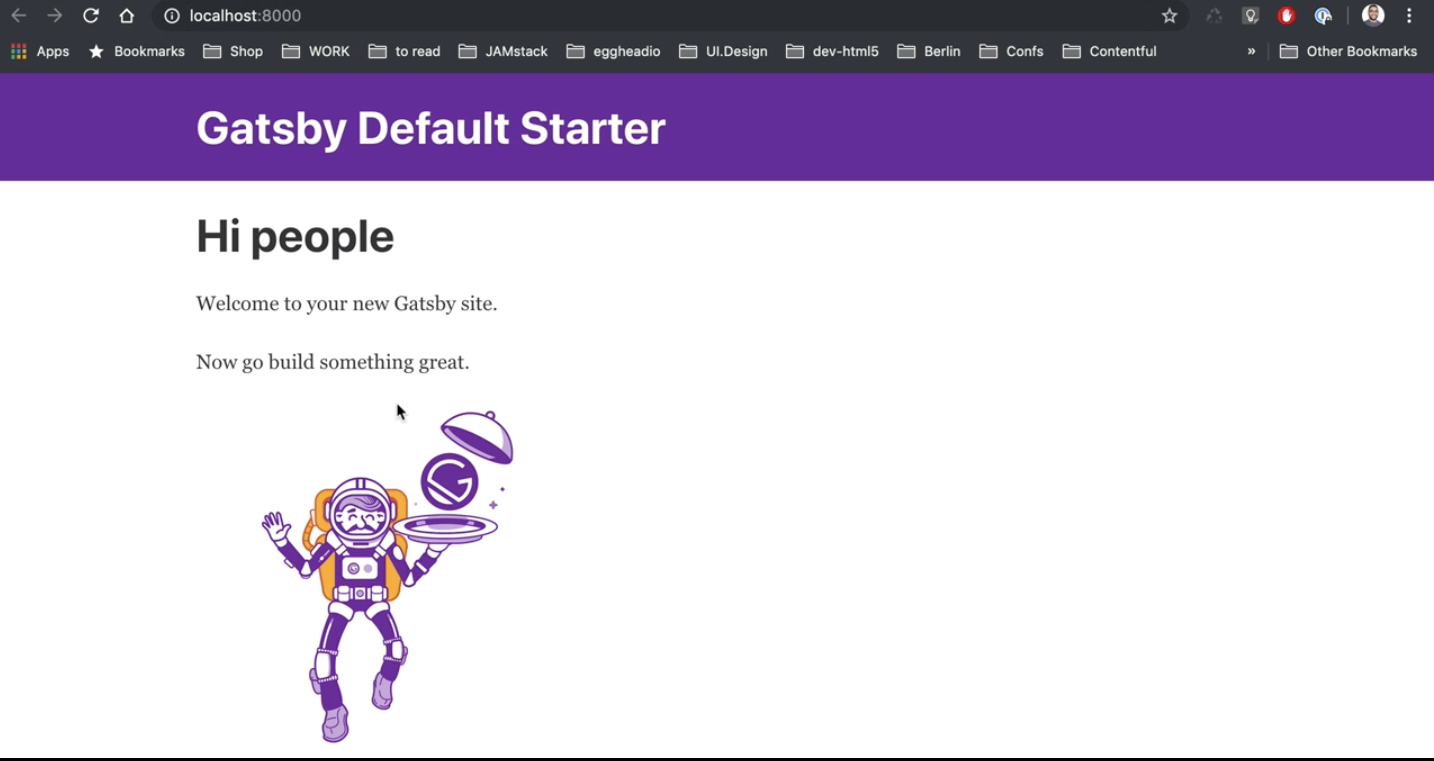 localhost:8000
Apps Bookmarks Shop WORK to read JAMstack eggheadio UI.Design dev-html5 Berlin Confs Contentful » Other Bookmarks
Gatsby Default Starter
Hi people
Welcome to your new Gatsby site.
Now go build something great.